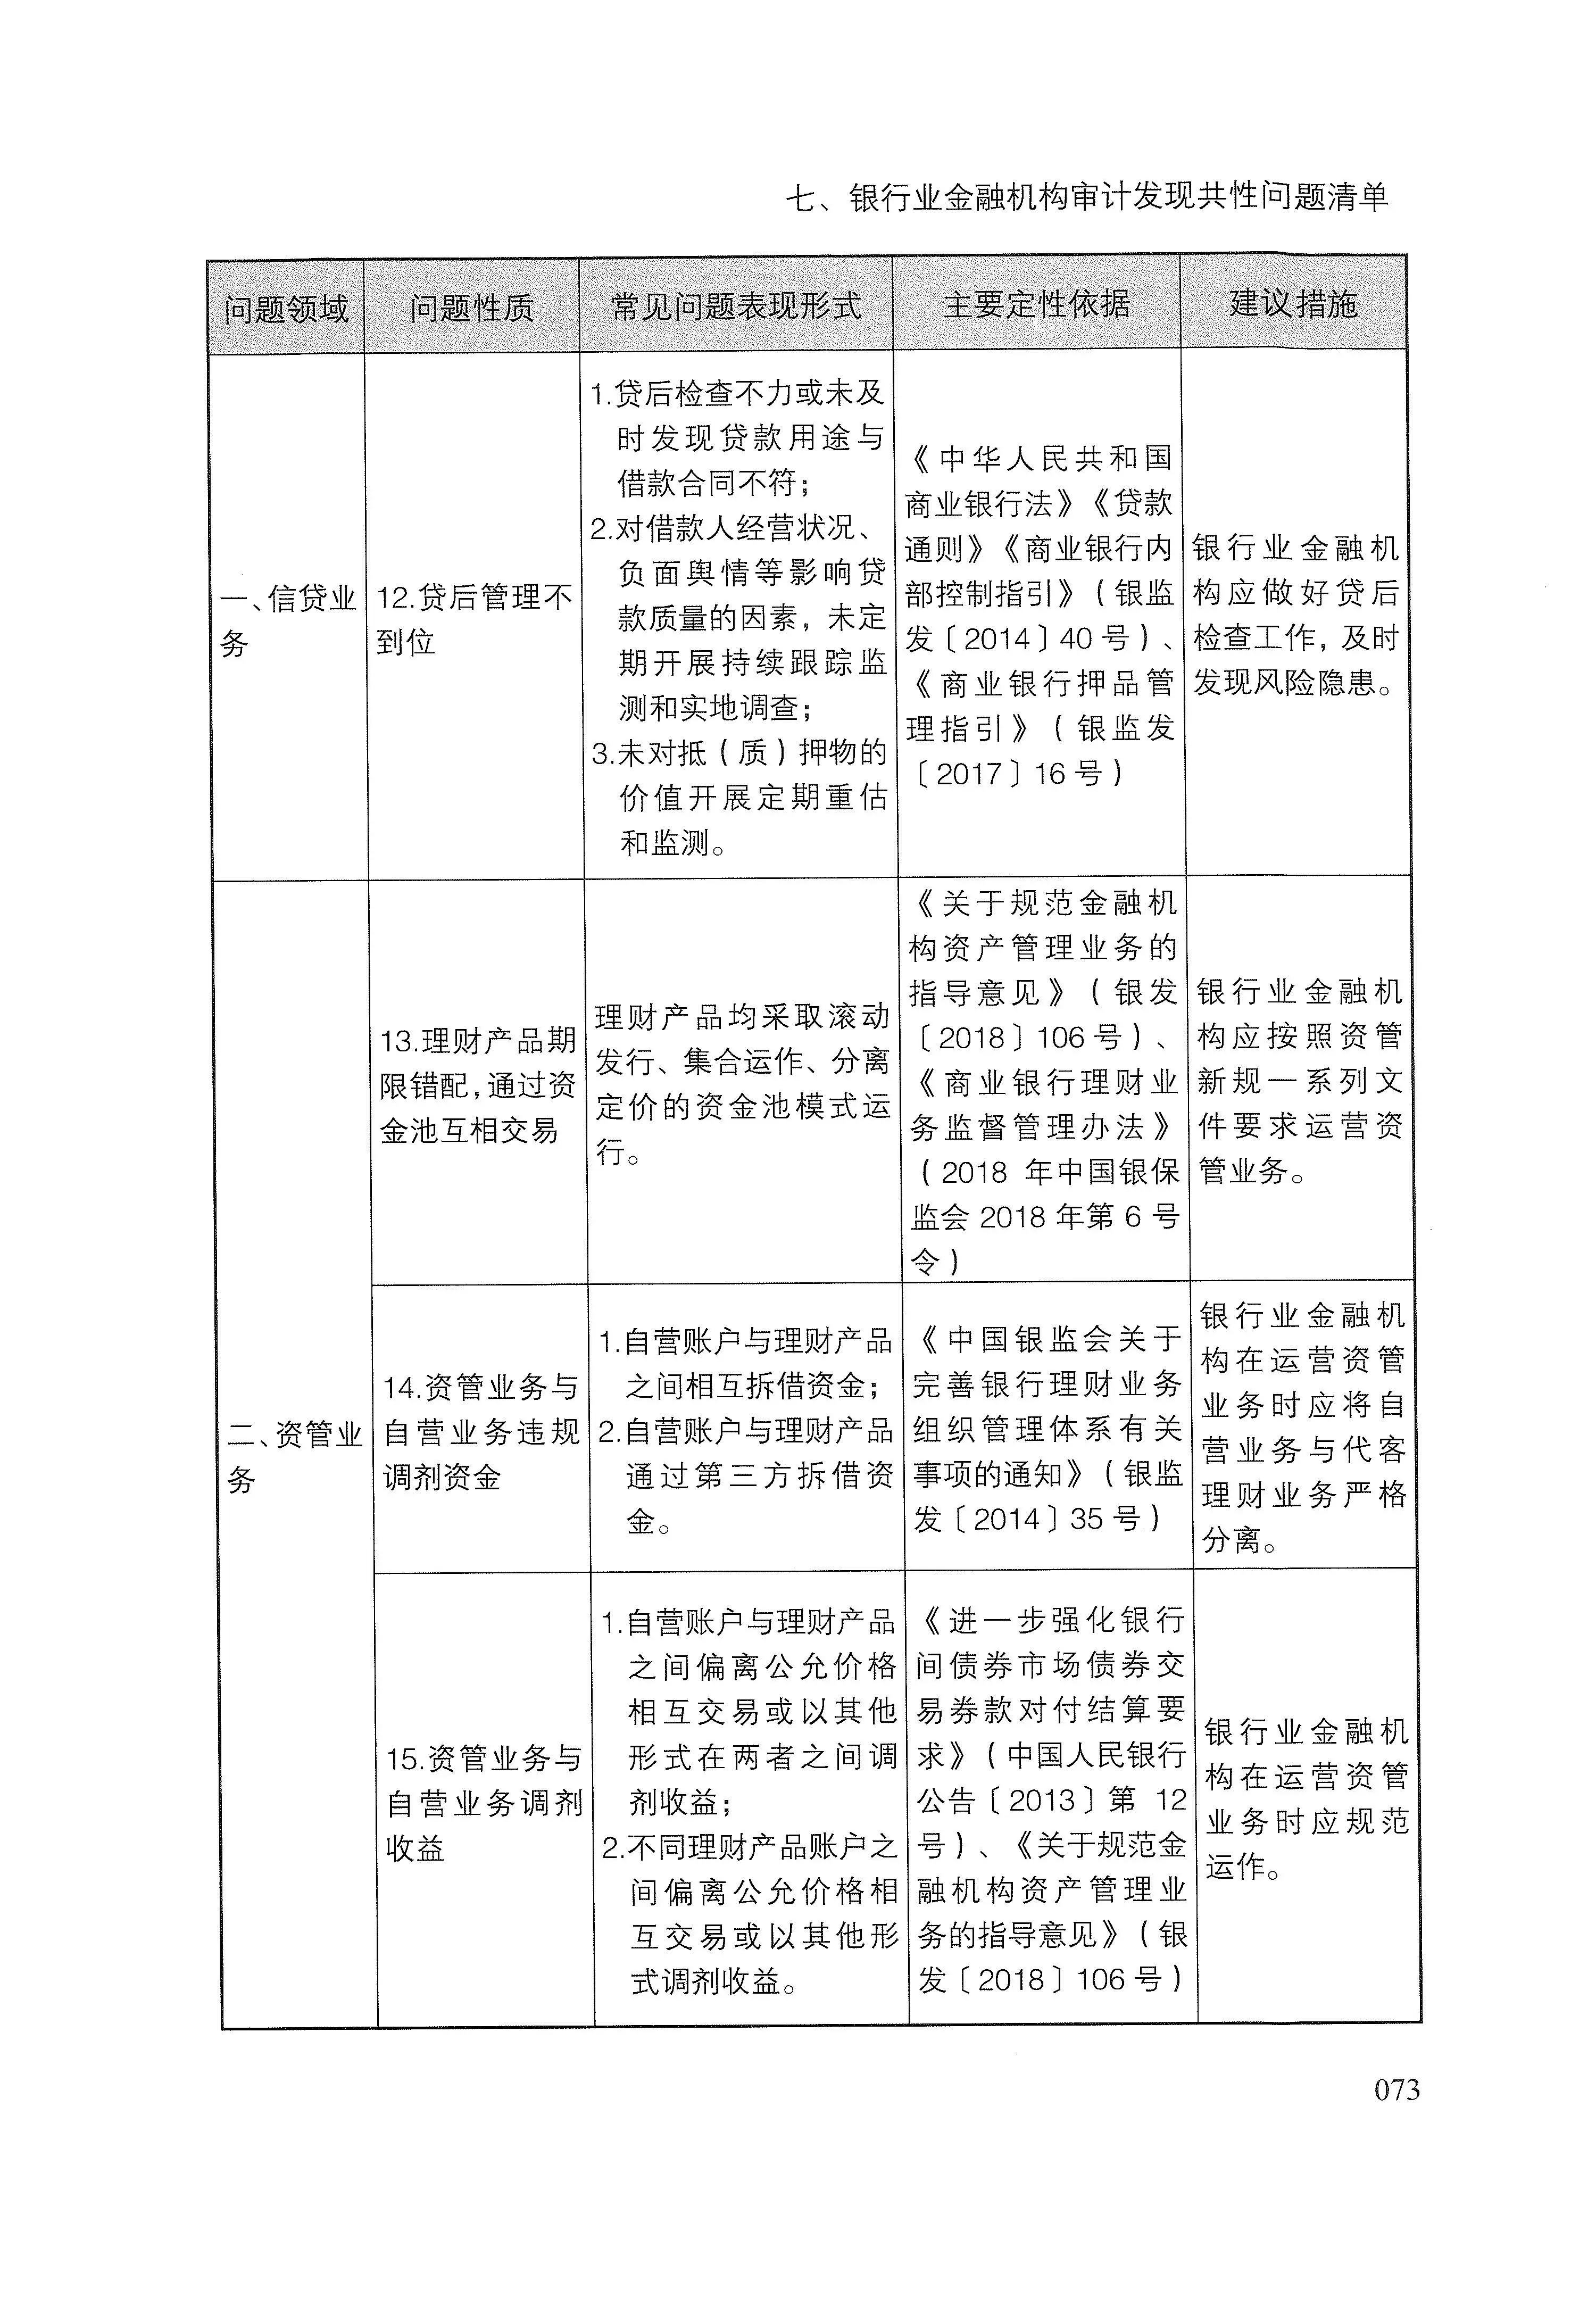 七、银行业金融机构审计发现共性问题清单
问题领域
问题性质
常见问题表现形式
主要定性依据
建议措施
一、信贷业
务
12.贷后管理不
到位
1.贷后检查不力或未及
时发现贷款用途与
借款合同不符；
2.对借款人经营状况、
负面舆情等影响贷
款质量的因素，未定
期开展持续跟踪监
测和实地调查；
3.未对抵（质）押物的
价值开展定期重估
和监测。
《中华人民共和国
商业银行法》《贷款
通则》《商业银行内
部控制指引》（银监
发〔2014〕40号）、
《商业银行押品管
理指引》（银监发
〔2017〕16号）
银行业金融机
构应做好贷后
检查工作，及时
发现风险隐患。
二、资管业
务
13.理财产品期
限错配，通过资
金池互相交易
理财产品均采取滚动
发行、集合运作、分离
定价的资金池模式运
行。
《关于规范金融机
构资产管理业务的
指导意见》（银发
〔2018〕106号）、
《商业银行理财业
务监督管理办法》
（2018 年中国银保
监会2018年第6号
令）
银行业金融机
构应按照资管
新规一系列文
件要求运营资
管业务。
14.资管业务与
自营业务违规
调剂资金
1.自营账户与理财产品
之间相互拆借资金；
2.自营账户与理财产品
通过第三方拆借资
金。
《中国银监会关于
完善银行理财业务
组织管理体系有关
事项的通知》（银监
发〔2014〕35号）
银行业金融机
构在运营资管
业务时应将自
营业务与代客
理财业务严格
分离。
15.资管业务与
自营业务调剂
收益
1.自营账户与理财产品
之间偏离公允价格
相互交易或以其他
形式在两者之间调
剂收益；
2.不同理财产品账户之
间偏离公允价格相
互交易或以其他形
式调剂收益。
《进一步强化银行
间债券市场债券交
易券款对付结算要
求》（中国人民银行
公告〔2013〕第 12
号）、《关于规范金
融机构资产管理业
务的指导意见》（银
发〔2018〕106号）
银行业金融机
构在运营资管
业务时应规范
运作。
073